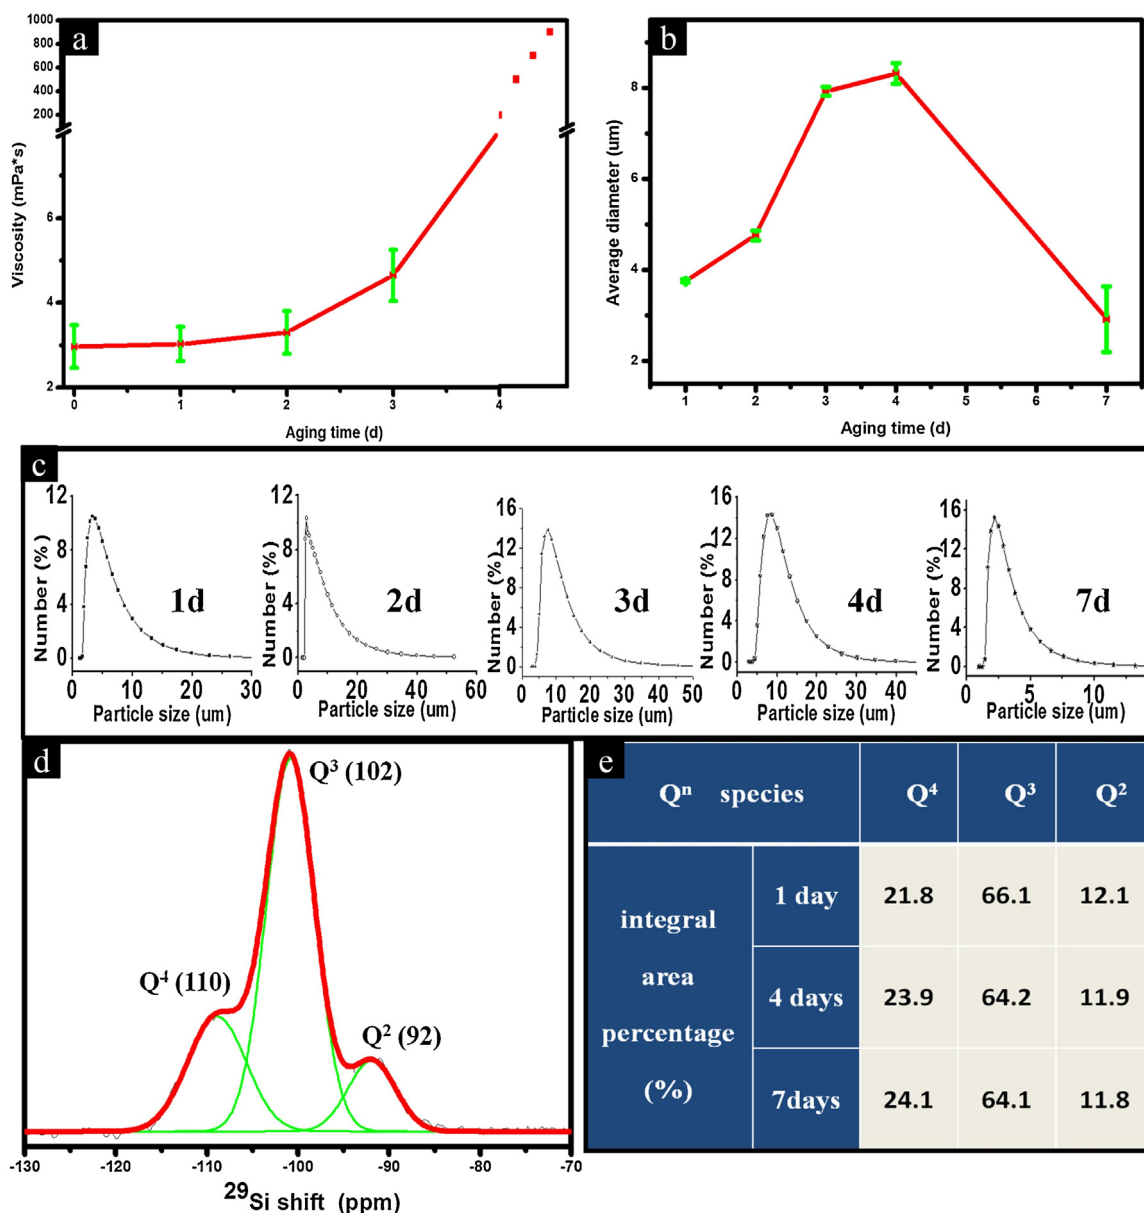 a
1000
800
600
400
200
6
4
2
Viscosity (mPa*s)
0 1 2 3 4
Aging time (d)
b
8
6
4
2
Average diameter (um)
1 2 3 4 5 6 7
Aging time (d)
c
12
8
4
0
Number (%)
1d
0 10 20 30
Particle size (um)
12
8
4
0
Number (%)
2d
0 20 40 60
Particle size (um)
16
12
8
4
0
Number (%)
3d
0 10 20 30 40 50
Particle size (um)
16
12
8
4
0
Number (%)
4d
0 10 20 30 40
Particle size (um)
16
12
8
4
0
Number (%)
7d
0 5 10
Particle size (um)
d
Q³ (102)
Q⁴ (110)
Q² (92)
-130 -120 -110 -100 -90 -80 -70
²⁹Si shift (ppm)
e
Qⁿ species Q⁴ Q³ Q²
integral area percentage (%)
1 day 21.8 66.1 12.1
4 days 23.9 64.2 11.9
7days 24.1 64.1 11.8